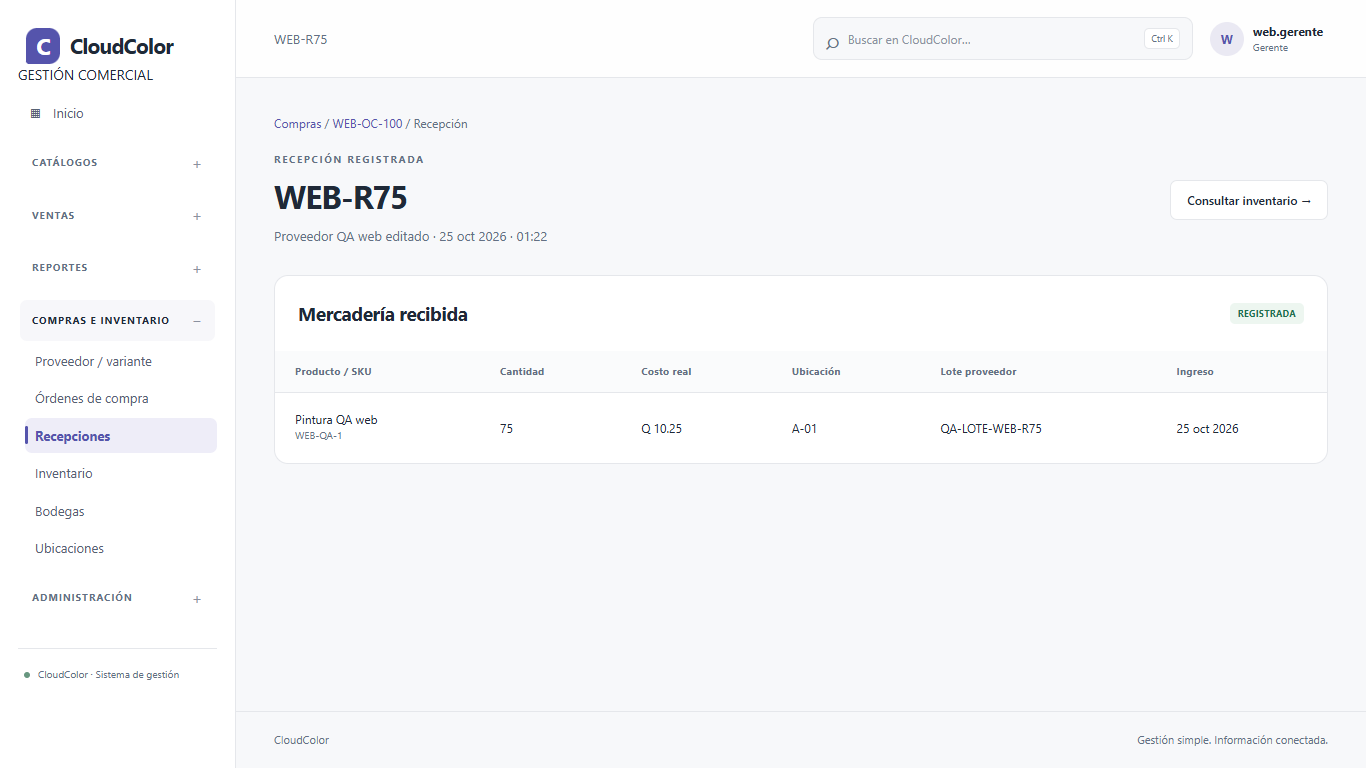 C CloudColor
GESTIÓN COMERCIAL
Inicio
CATÁLOGOS +
VENTAS +
REPORTES +
COMPRAS E INVENTARIO –
Proveedor / variante
Órdenes de compra
Recepciones
Inventario
Bodegas
Ubicaciones
ADMINISTRACIÓN +
CloudColor · Sistema de gestión
WEB-R75
Buscar en CloudColor...
Ctrl K
W
web.gerente
Gerente
Compras / WEB-OC-100 / Recepción
RECEPCIÓN REGISTRADA
WEB-R75
Proveedor QA web editado · 25 oct 2026 · 01:22
Consultar inventario →
Mercadería recibida
REGISTRADA
Producto / SKU Cantidad Costo real Ubicación Lote proveedor Ingreso
Pintura QA web
WEB-QA-1
75 Q 10.25 A-01 QA-LOTE-WEB-R75 25 oct 2026
CloudColor
Gestión simple. Información conectada.